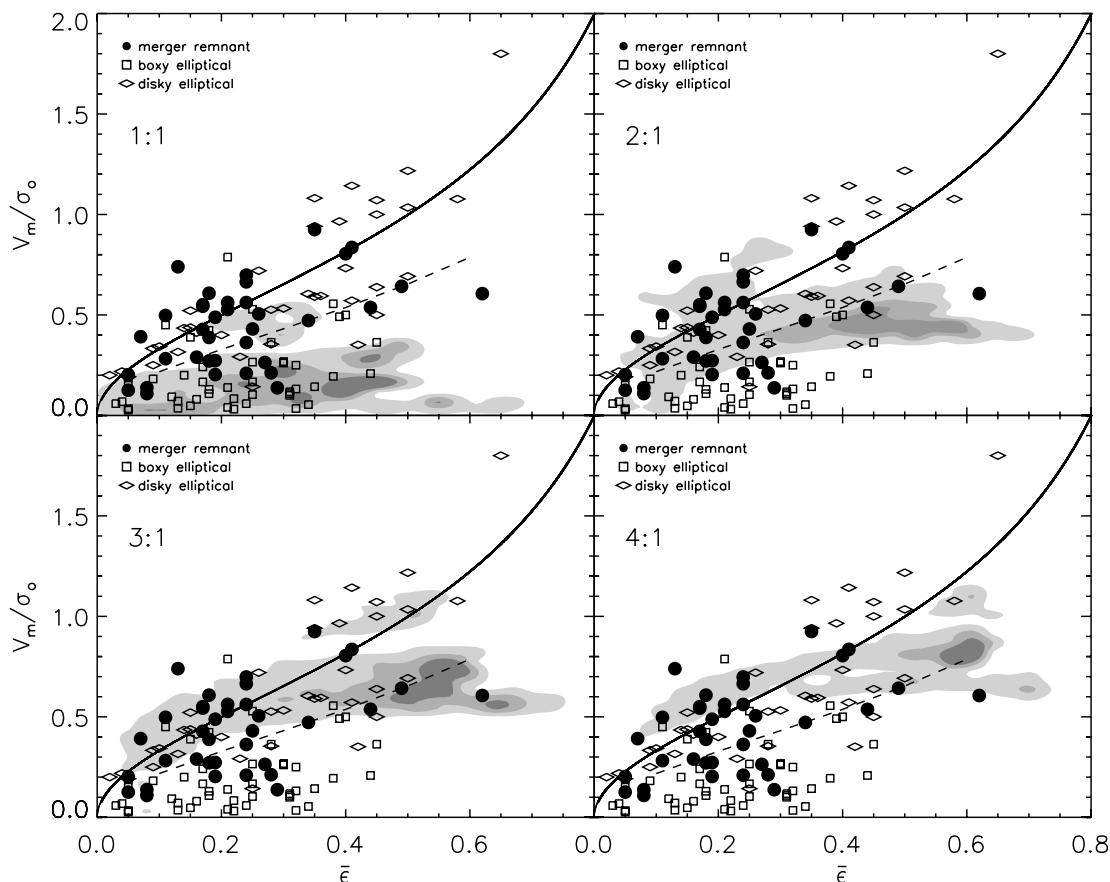 2.0
1.5
1.0
0.5
0.0
V_m/σ_o
merger remnant
boxy elliptical
disky elliptical
1:1
merger remnant
boxy elliptical
disky elliptical
2:1
1.5
1.0
0.5
0.0
V_m/σ_o
merger remnant
boxy elliptical
disky elliptical
3:1
merger remnant
boxy elliptical
disky elliptical
4:1
0.0 0.2 0.4 0.6
0.2 0.4 0.6 0.8
ε̄
ε̄